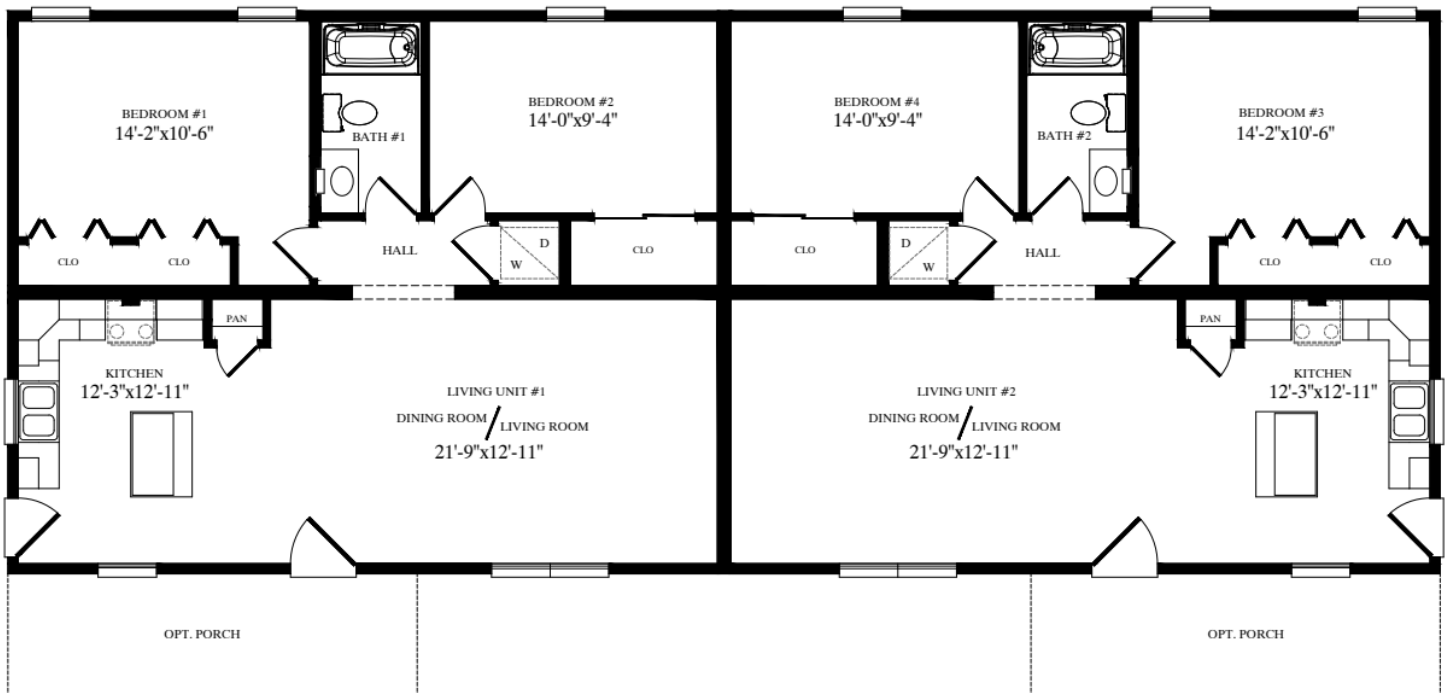 BEDROOM #1
14'-2"x10'-6"
BATH #1
BEDROOM #2
14'-0"x9'-4"
BEDROOM #4
14'-0"x9'-4"
BATH #2
BEDROOM #3
14'-2"x10'-6"
CLO
CLO
HALL
D
W
CLO
CLO
D
W
HALL
CLO
CLO
PAN
KITCHEN
12'-3"x12'-11"
LIVING UNIT #1
DINING ROOM
LIVING ROOM
21'-9"x12'-11"
LIVING UNIT #2
DINING ROOM
LIVING ROOM
21'-9"x12'-11"
PAN
KITCHEN
12'-3"x12'-11"
OPT. PORCH
OPT. PORCH